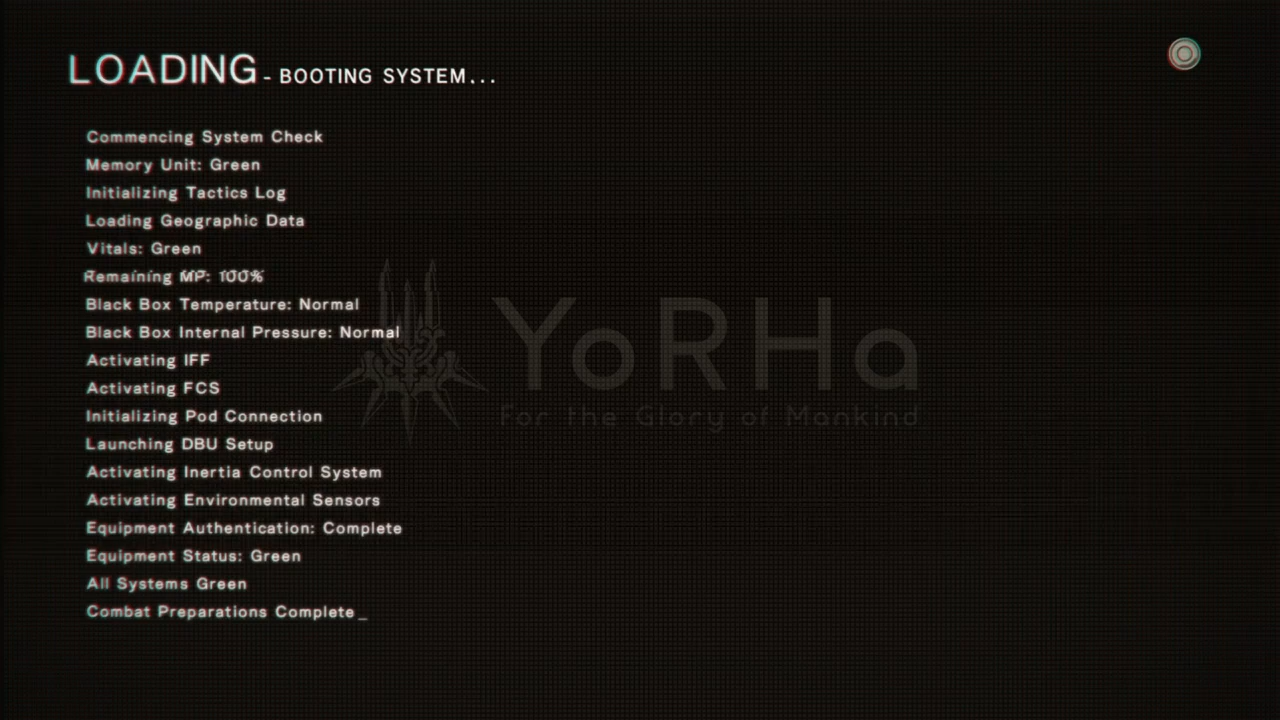 LOADING - BOOTING SYSTEM...
Commencing System Check
Memory Unit: Green
Initializing Tactics Log
Loading Geographic Data
Vitals: Green
Remaining MP: 100%
Black Box Temperature: Normal
Black Box Internal Pressure: Normal
Activating IFF
Activating FCS
Initializing Pod Connection
Launching DBU Setup
Activating Inertia Control System
Activating Environmental Sensors
Equipment Authentication: Complete
Equipment Status: Green
All Systems Green
Combat Preparations Complete_
YoRHa
For the Glory of Mankind